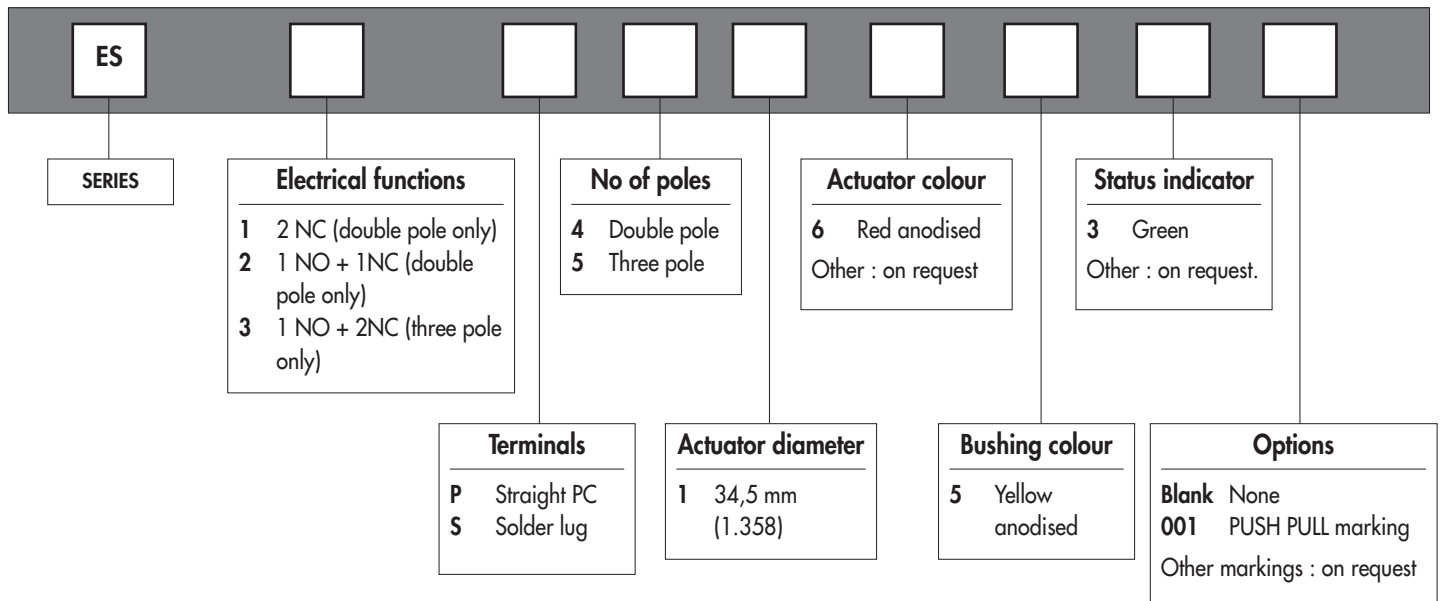 ES
SERIES
Electrical functions
1 2 NC (double pole only)
2 1 NO + 1NC (double
pole only)
3 1 NO + 2NC (three pole
only)
No of poles
4 Double pole
5 Three pole
Actuator colour
6 Red anodised
Other : on request
Status indicator
3 Green
Other : on request.
Terminals
P Straight PC
S Solder lug
Actuator diameter
1 34,5 mm
(1.358)
Bushing colour
5 Yellow
anodised
Options
Blank None
001 PUSH PULL marking
Other markings : on request